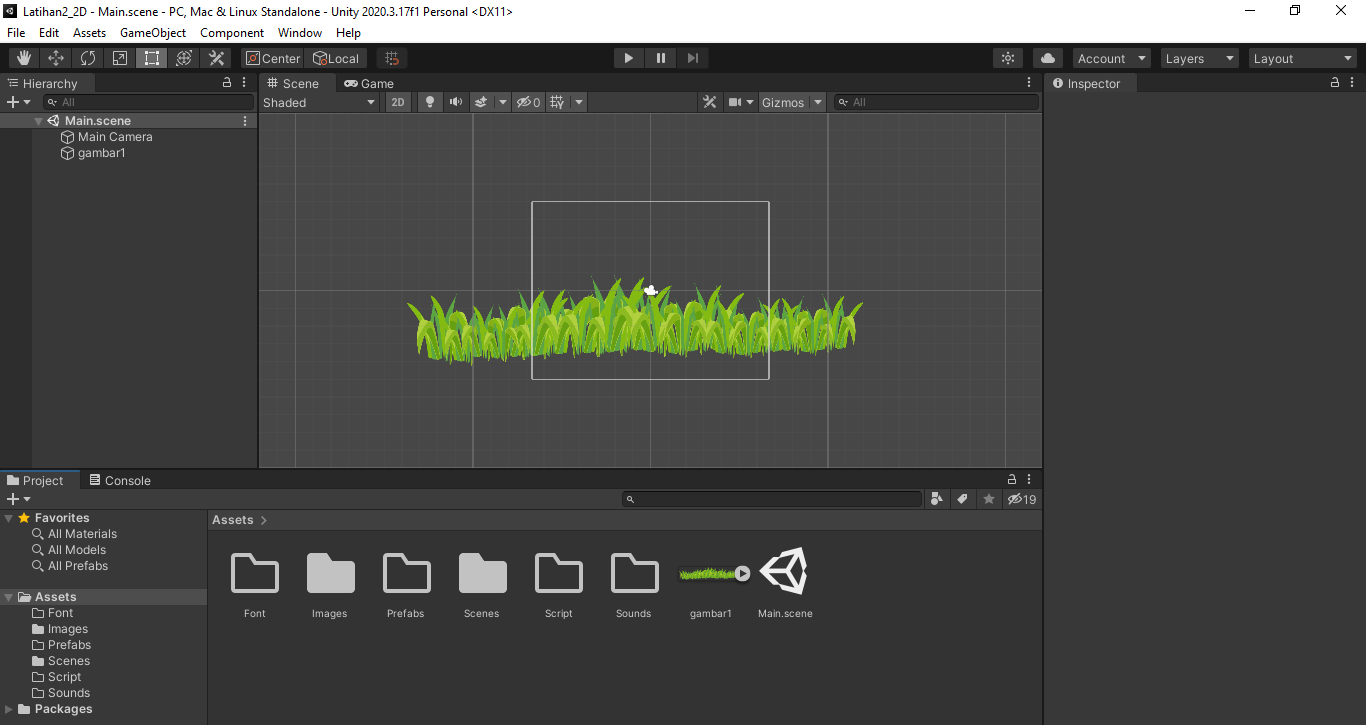 Latihan2_2D - Main.scene - PC, Mac & Linux Standalone - Unity 2020.3.17f1 Personal <DX11>
File Edit Assets GameObject Component Window Help
Center Local Account Layers Layout
Hierarchy
All
Main.scene
Main Camera
gambar1
Scene Game
Shaded 2D 0 Gizmos All
Inspector
Project Console
19
Favorites
All Materials
All Models
All Prefabs
Assets
Font
Images
Prefabs
Scenes
Script
Sounds
Packages
Assets >
Font Images Prefabs Scenes Script Sounds gambar1 Main.scene